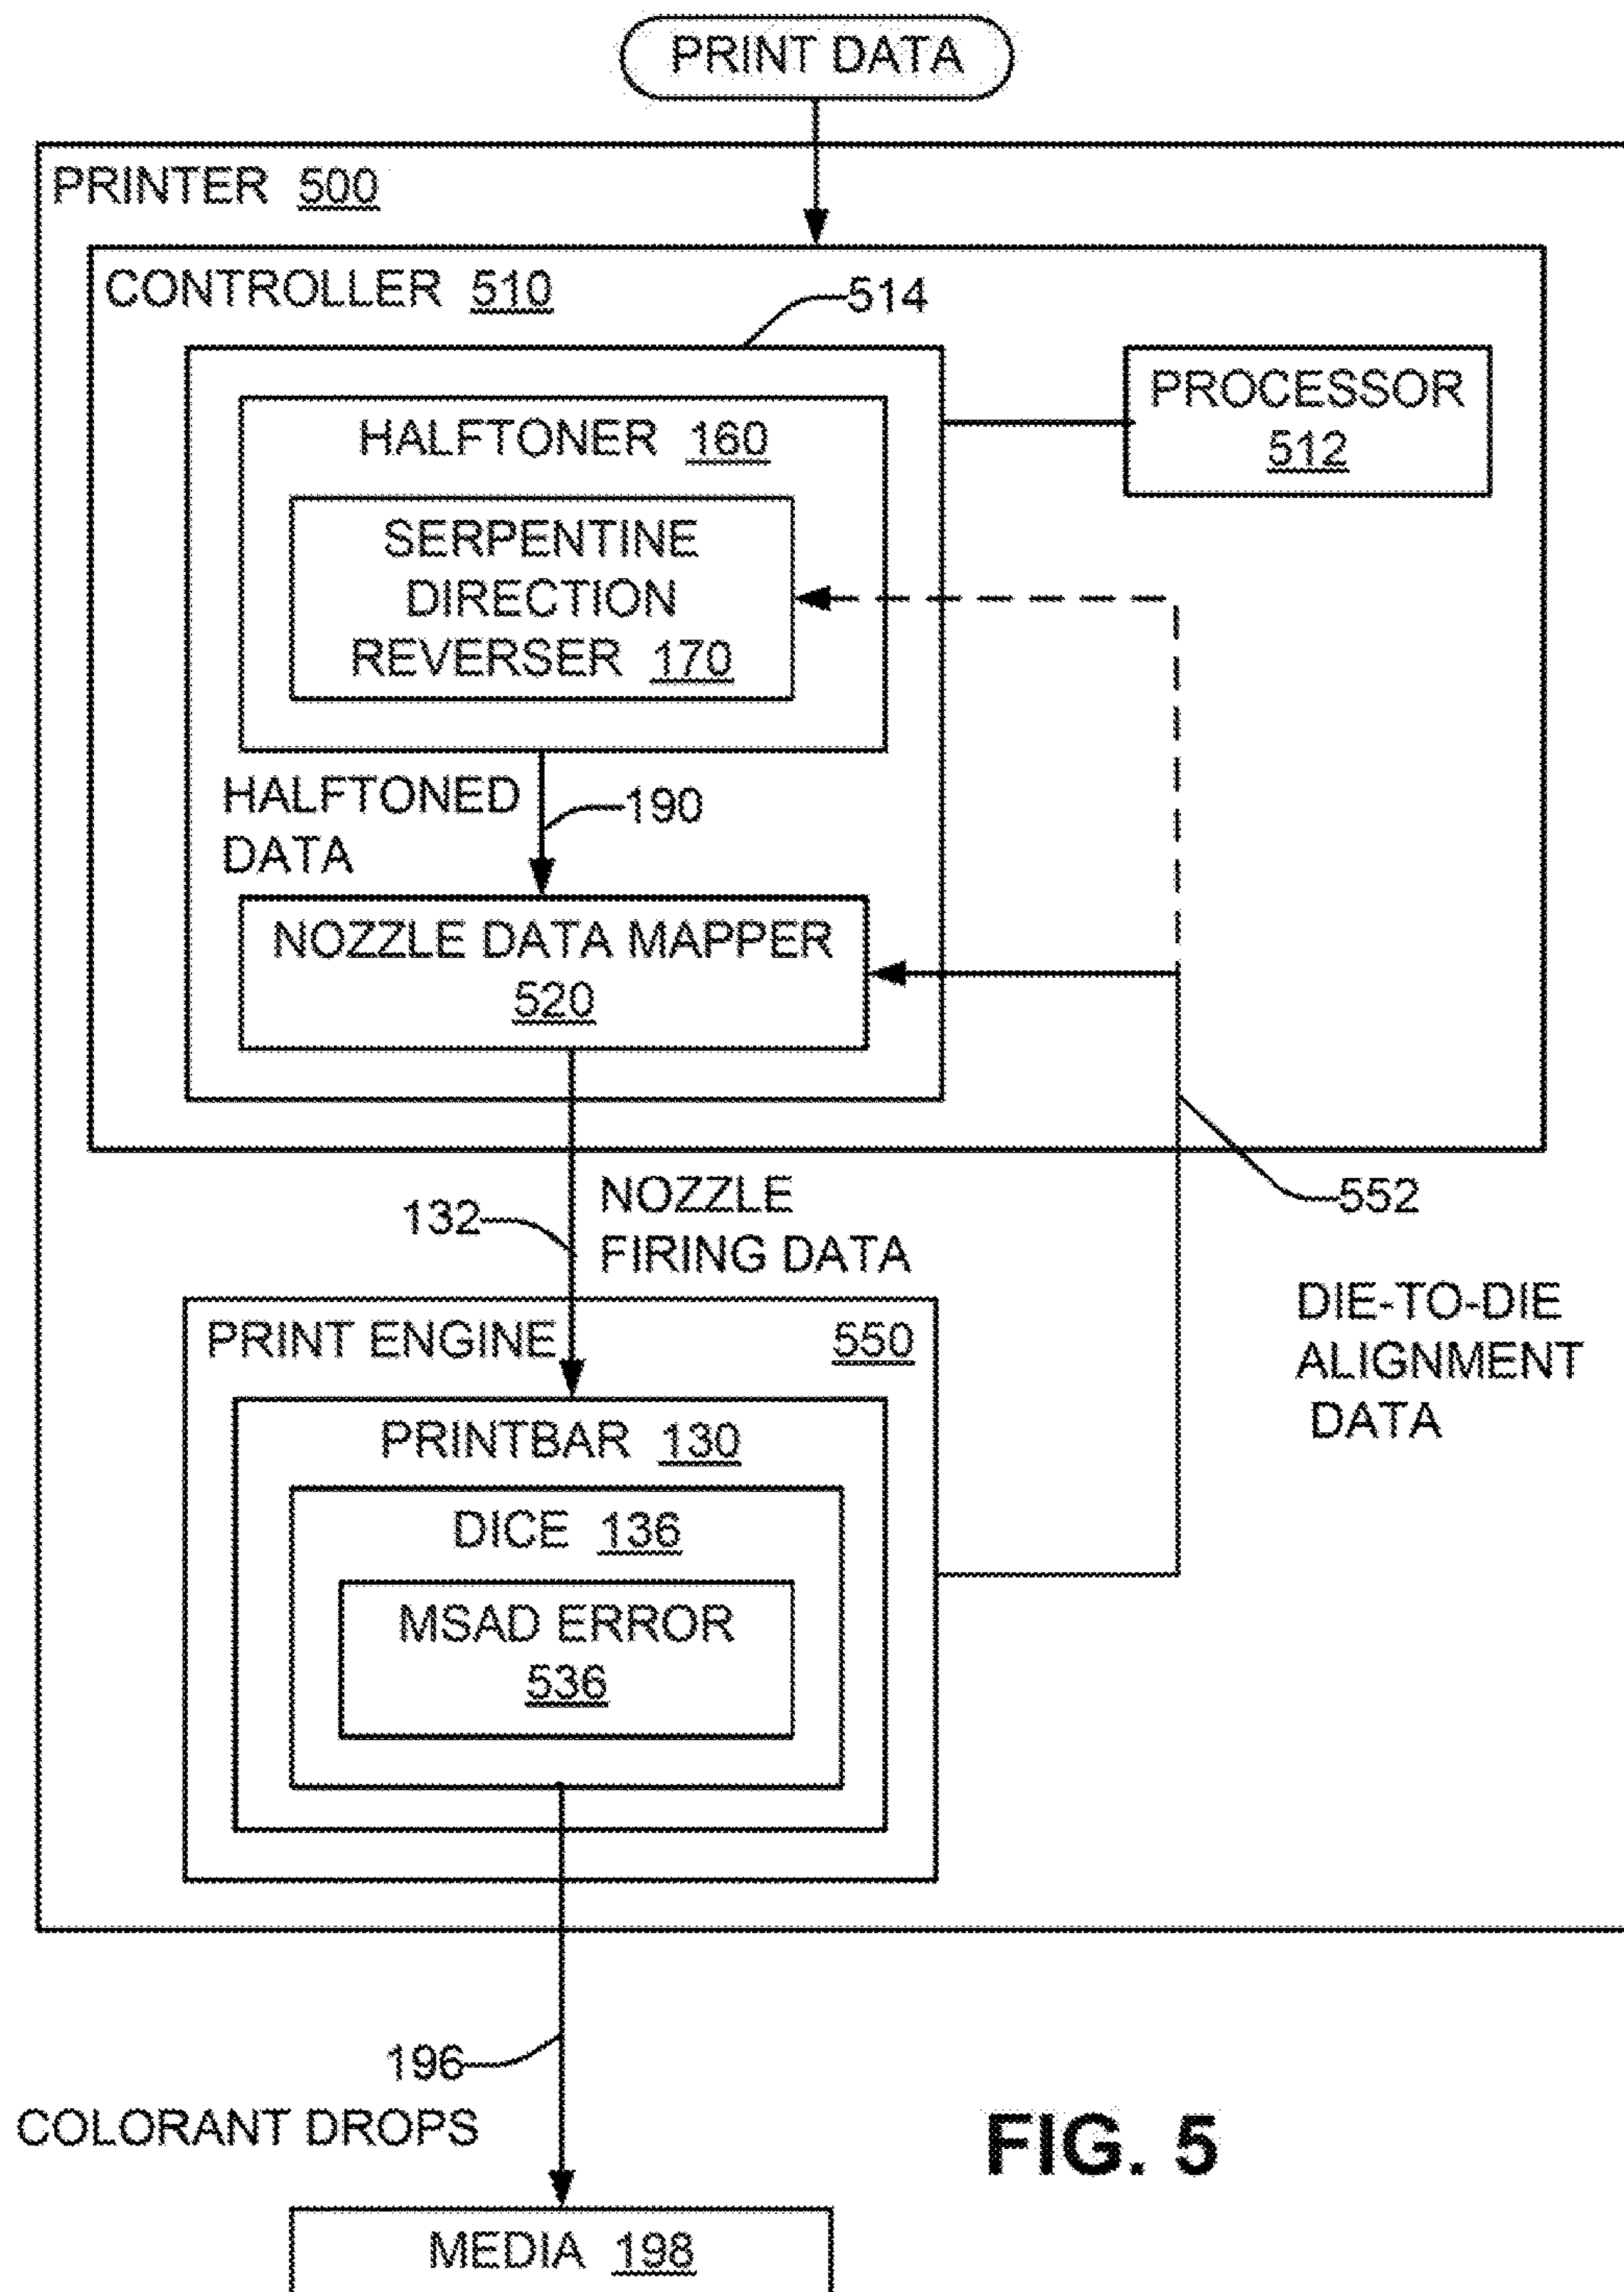 PRINT DATA
PRINTER 500
CONTROLLER 510
514
PROCESSOR
512
HALFTONER 160
SERPENTINE
DIRECTION
REVERSER 170
HALFTONED
DATA
190
NOZZLE DATA MAPPER
520
132
NOZZLE
FIRING DATA
552
DIE-TO-DIE
ALIGNMENT
DATA
PRINT ENGINE 550
PRINTBAR 130
DICE 136
MSAD ERROR
536
196
COLORANT DROPS
FIG. 5
MEDIA 198